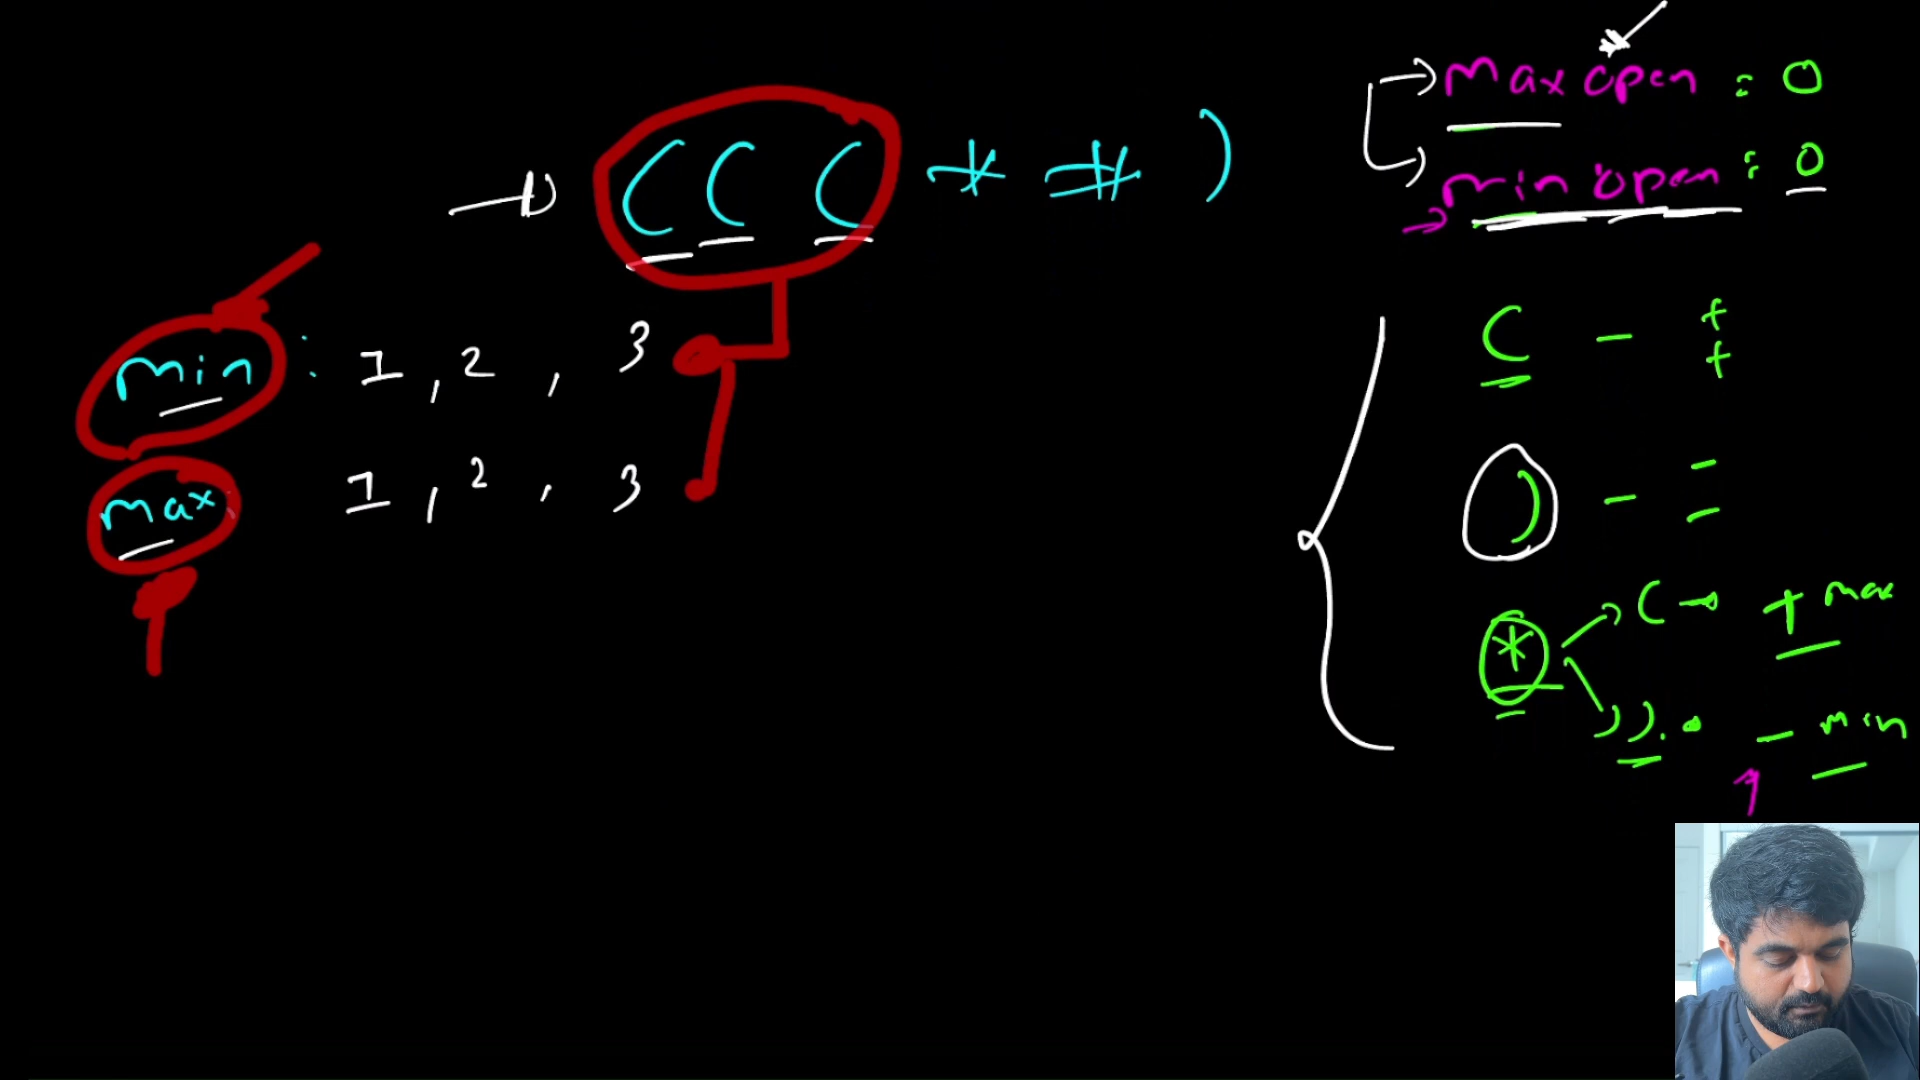 Max open : 0
( ( ( * * )
min open : 0
min : 1 , 2 , 3
max 1 , 2 , 3
( - + +
) - - -
* ( → + max
) ) . - min